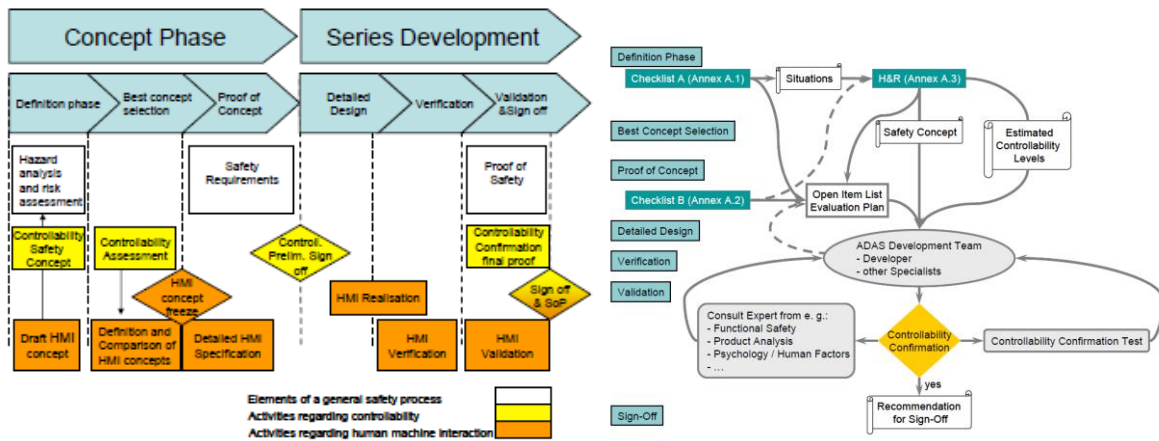 Concept Phase
Series Development
Definition phase
Best concept
selection
Proof of
Concept
Detailed
Design
Verification
Validation
&Sign off
Hazard
analysis
and risk
assessment
Safety
Requirements
Proof of
Safety
Controllability
Safety
Concept
Controllability
Assessment
Controll.
Prelim. Sign
off
Controllability
Confirmation
final proof
HMI
concept
freeze
HMI Realisation
Sign off
& SoP
Draft HMI
concept
Definition and
Comparison of
HMI concepts
Detailed HMI
Specification
HMI
Verification
HMI
Validation
Elements of a general safety process
Activities regarding controllability
Activities regarding human machine interaction
Definition Phase
Checklist A (Annex A.1)
Situations
H&R (Annex A.3)
Best Concept Selection
Safety Concept
Estimated
Controllability
Levels
Proof of Concept
Checklist B (Annex A.2)
Open Item List
Evaluation Plan
Detailed Design
Verification
Validation
ADAS Development Team
- Developer
- other Specialists
Consult Expert from e. g.:
- Functional Safety
- Product Analysis
- Psychology / Human Factors
- ...
Controllability
Confirmation
Controllability Confirmation Test
yes
Recommendation
for Sign-Off
Sign-Off